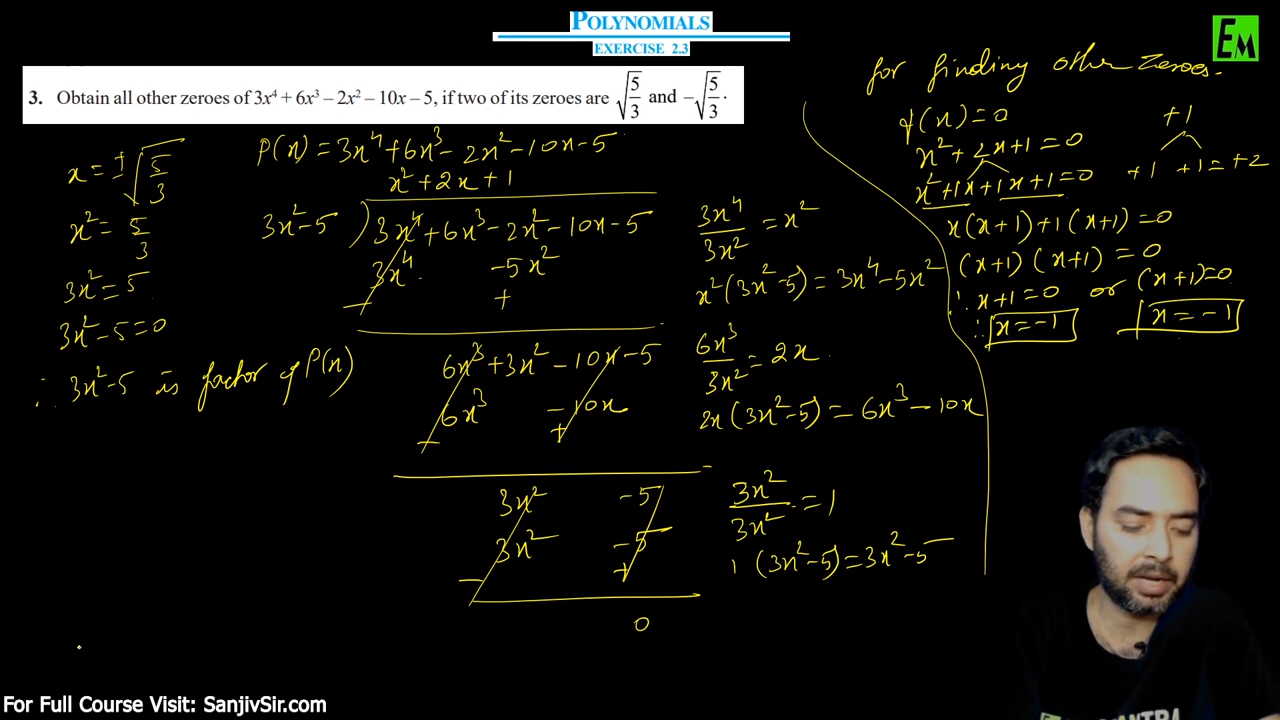 POLYNOMIALS
EXERCISE 2.3
EM
3. Obtain all other zeroes of 3x⁴ + 6x³ – 2x² – 10x – 5, if two of its zeroes are √(5/3) and –√(5/3).
x = ±√(5/3)
x² = 5/3
3x² = 5
3x² - 5 = 0
∴ 3x² - 5 is factor of P(x)
P(x) = 3x⁴ + 6x³ - 2x² - 10x - 5
x² + 2x + 1
3x² - 5 ) 3x⁴ + 6x³ - 2x² - 10x - 5
3x⁴ -5x²
- +
6x³ + 3x² - 10x - 5
6x³ - 10x
- +
3x² - 5
3x² - 5
- +
0
3x⁴/3x² = x²
x² (3x² - 5) = 3x⁴ - 5x²
6x³/3x² = 2x
2x (3x² - 5) = 6x³ - 10x
3x²/3x² = 1
1 (3x² - 5) = 3x² - 5
for finding other zeroes.
q(x) = 0
x² + 2x + 1 = 0
x² + 1x + 1x + 1 = 0
x(x + 1) + 1(x + 1) = 0
(x + 1) (x + 1) = 0
∴ x + 1 = 0 or (x + 1) = 0
∴ x = -1 x = -1
+1
+1 +1 = +2
For Full Course Visit: SanjivSir.com